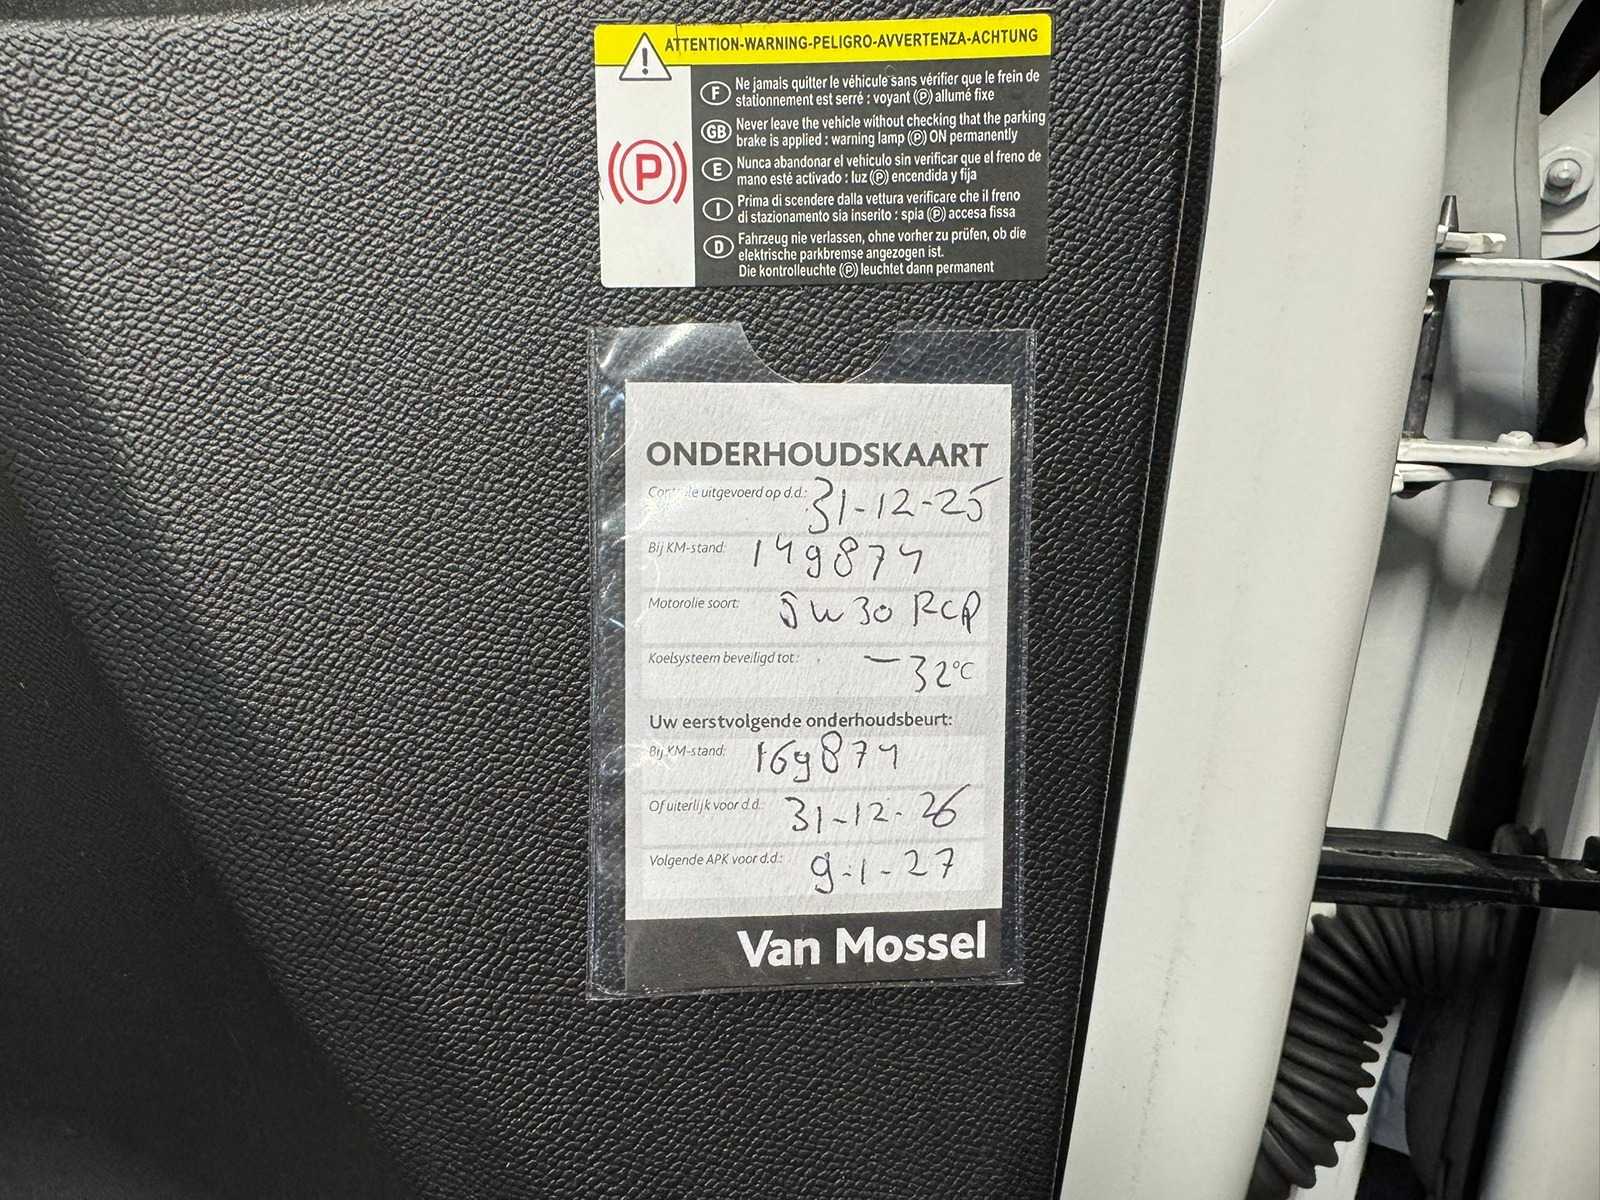 ATTENTION-WARNING-PELIGRO-AVVERTENZA-ACHTUNG
F Ne jamais quitter le véhicule sans vérifier que le frein de
stationnement est serré : voyant (P) allumé fixe
GB Never leave the vehicle without checking that the parking
brake is applied : warning lamp (P) ON permanently
E Nunca abandonar el vehículo sin verificar que el freno de
mano esté activado : luz (P) encendida y fija
I Prima di scendere dalla vettura verificare che il freno
di stazionamento sia inserito : spia (P) accesa fissa
D Fahrzeug nie verlassen, ohne vorher zu prüfen, ob die
elektrische parkbremse angezogen ist.
Die kontrolleuchte (P) leuchtet dann permanent
(P)
ONDERHOUDSKAART
Controle uitgevoerd op d.d.: 31-12-25
Bij KM-stand: 149874
Motorolie soort: 5W30 RCP
Koelsysteem beveiligd tot: -32°C
Uw eerstvolgende onderhoudsbeurt:
Bij KM-stand: 169874
Of uiterlijk voor d.d.: 31-12-26
Volgende APK voor d.d.: 9-1-27
Van Mossel